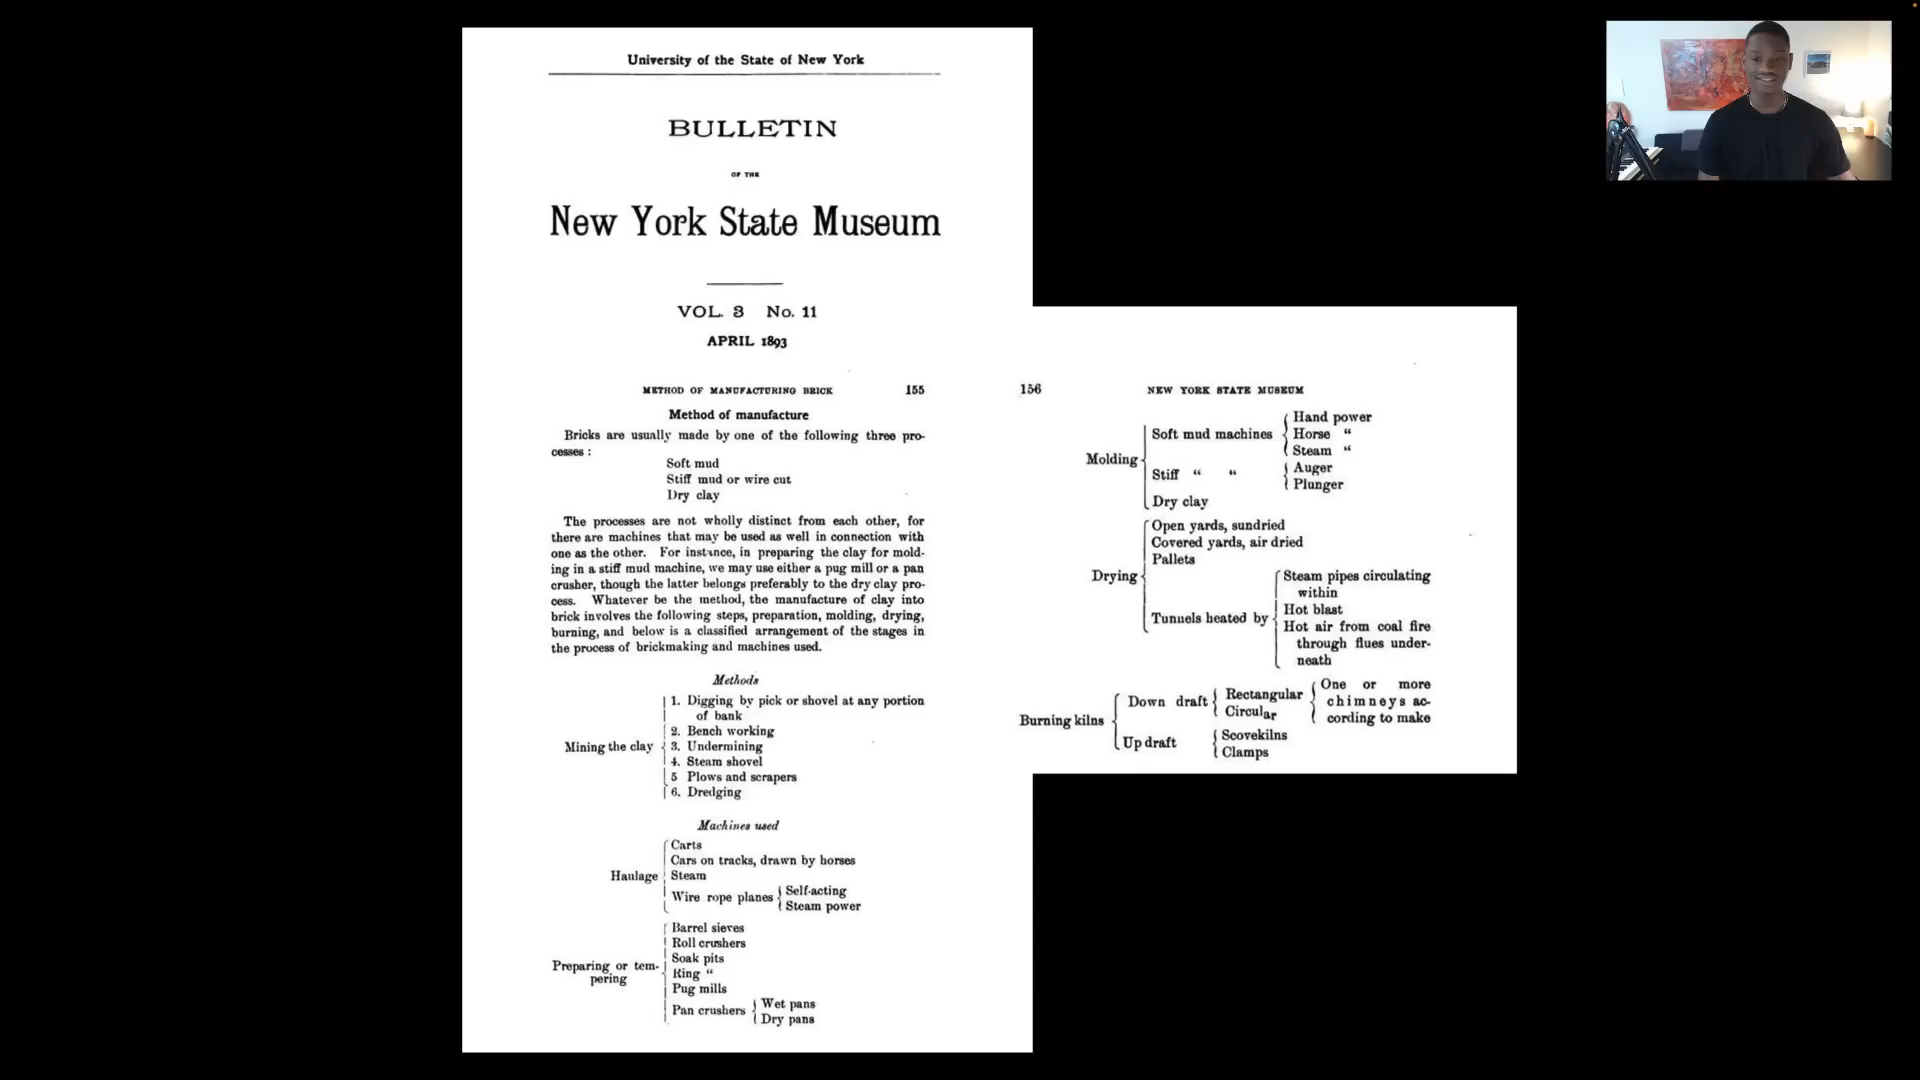 University of the State of New York
BULLETIN
OF THE
New York State Museum
VOL. 3 No. 11
APRIL 1893
METHOD OF MANUFACTURING BRICK 155
Method of manufacture
Bricks are usually made by one of the following three pro-
cesses :
Soft mud
Stiff mud or wire cut
Dry clay
The processes are not wholly distinct from each other, for
there are machines that may be used as well in connection with
one as the other. For instance, in preparing the clay for mold-
ing in a stiff mud machine, we may use either a pug mill or a pan
crusher, though the latter belongs preferably to the dry clay pro-
cess. Whatever be the method, the manufacture of clay into
brick involves the following steps, preparation, molding, drying,
burning, and below is a classified arrangement of the stages in
the process of brickmaking and machines used.
Methods
1. Digging by pick or shovel at any portion
of bank
2. Bench working
Mining the clay 3. Undermining
4. Steam shovel
5 Plows and scrapers
6. Dredging
Machines used
Carts
Cars on tracks, drawn by horses
Haulage Steam
Wire rope planes Self-acting
Steam power
Barrel sieves
Roll crushers
Soak pits
Preparing or tem-
pering
Ring “
Pug mills
Pan crushers Wet pans
Dry pans
156 NEW YORK STATE MUSEUM
Molding
Soft mud machines Hand power
Horse “
Steam “
Stiff “ “ Auger
Plunger
Dry clay
Drying
Open yards, sundried
Covered yards, air dried
Pallets
Tunnels heated by
Steam pipes circulating
within
Hot blast
Hot air from coal fire
through flues under-
neath
Burning kilns
Down draft Rectangular
Circular
One or more
chimneys ac-
cording to make
Up draft Scovekilns
Clamps